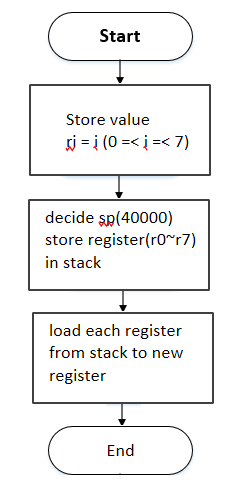 Start
Store value
ri = i (0 =< i =< 7)
decide sp(40000)
store register(r0~r7)
in stack
load each register
from stack to new
register
End